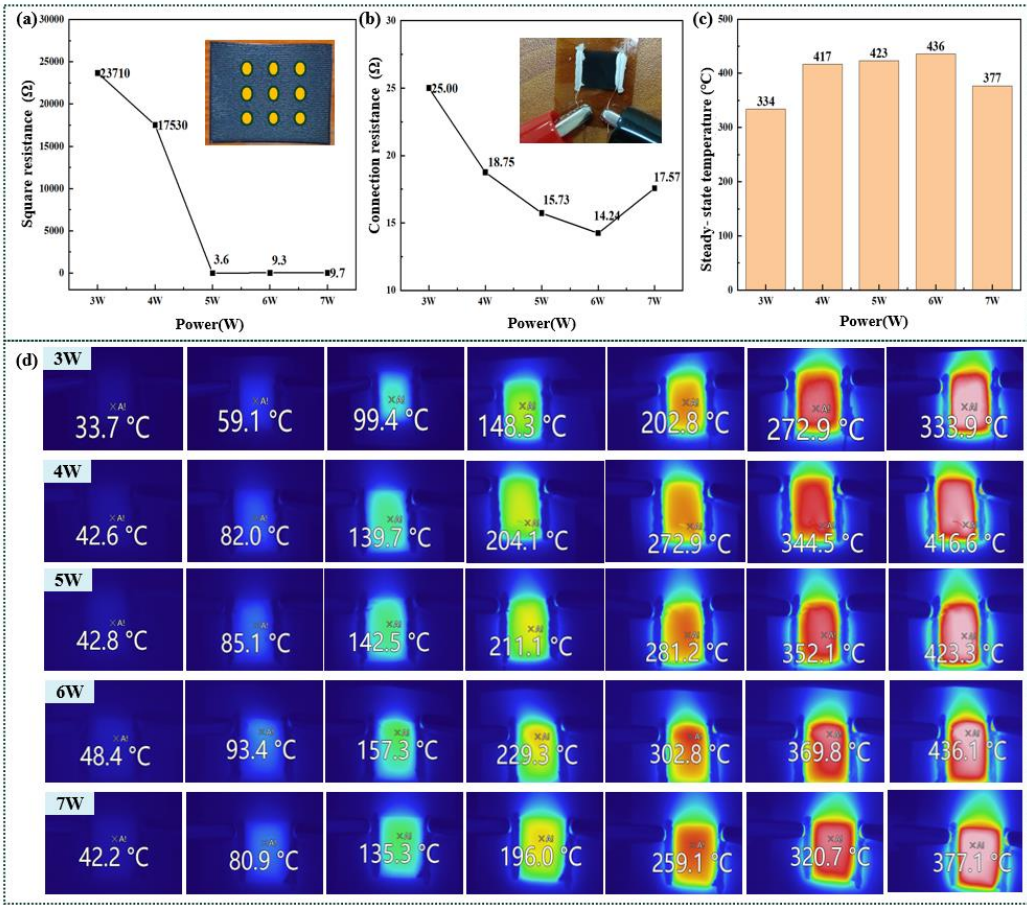 (a)
30000
25000
20000
15000
10000
5000
0
Square resistance (Ω)
23710
17530
3.6
9.3
9.7
3W 4W 5W 6W 7W
Power(W)
(b)
30
25
20
15
10
Connection resistance (Ω)
25.00
18.75
15.73
14.24
17.57
3W 4W 5W 6W 7W
Power(W)
(c)
500
450
400
350
300
250
200
150
100
50
0
Steady- state temperature (°C)
334
417
423
436
377
3W 4W 5W 6W 7W
Power(W)
(d)
3W
33.7 °C 59.1 °C 99.4 °C 148.3 °C 202.8 °C 272.9 °C 333.9 °C
4W
42.6 °C 82.0 °C 139.7 °C 204.1 °C 272.9 °C 344.5 °C 416.6 °C
5W
42.8 °C 85.1 °C 142.5 °C 211.1 °C 281.2 °C 352.1 °C 423.3 °C
6W
48.4 °C 93.4 °C 157.3 °C 229.3 °C 302.8 °C 369.8 °C 436.1 °C
7W
42.2 °C 80.9 °C 135.3 °C 196.0 °C 259.1 °C 320.7 °C 377.1 °C